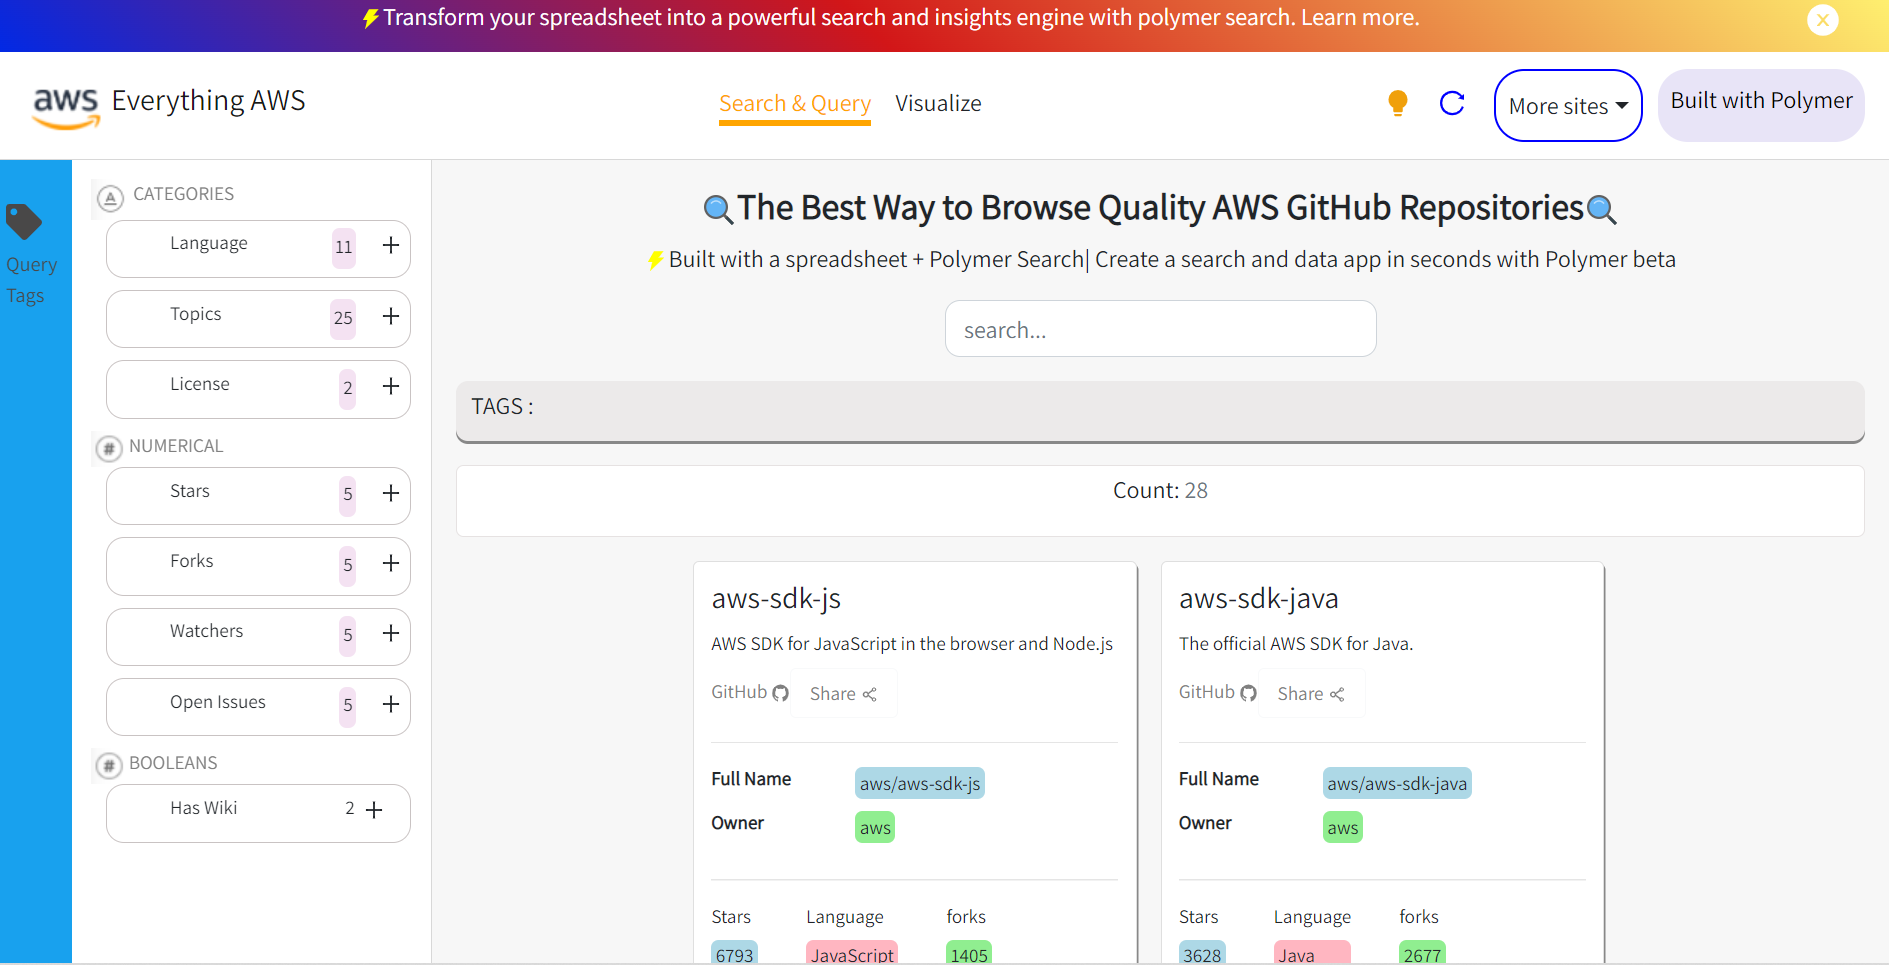 Transform your spreadsheet into a powerful search and insights engine with polymer search. Learn more.
aws Everything AWS
Search & Query Visualize
More sites
Built with Polymer
Query
Tags
CATEGORIES
Language 11 +
Topics 25 +
License 2 +
NUMERICAL
Stars 5 +
Forks 5 +
Watchers 5 +
Open Issues 5 +
BOOLEANS
Has Wiki 2 +
The Best Way to Browse Quality AWS GitHub Repositories
Built with a spreadsheet + Polymer Search| Create a search and data app in seconds with Polymer beta
search...
TAGS :
Count: 28
aws-sdk-js
AWS SDK for JavaScript in the browser and Node.js
GitHub Share
Full Name aws/aws-sdk-js
Owner aws
Stars Language forks
6793 JavaScript 1405
aws-sdk-java
The official AWS SDK for Java.
GitHub Share
Full Name aws/aws-sdk-java
Owner aws
Stars Language forks
3628 Java 2677